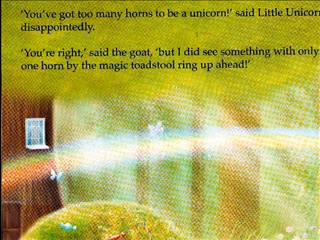 'You've got too many horns to be a unicorn!' said Little Unicorn
disappointedly.
'You're right,' said the goat, 'but I did see something with only
one horn by the magic toadstool ring up ahead!'